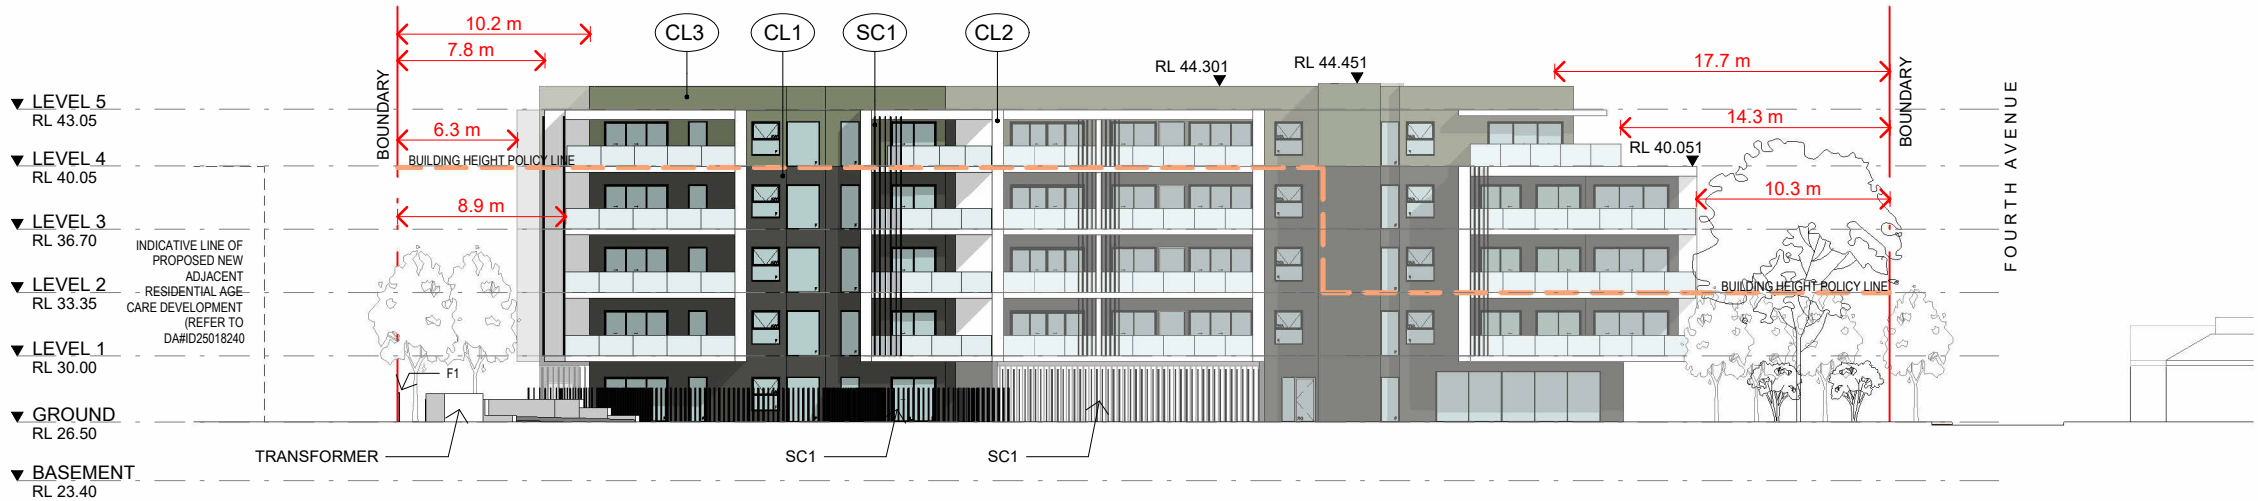 10.2 m
7.8 m
6.3 m
8.9 m
CL3
CL1
SC1
CL2
RL 44.301
RL 44.451
17.7 m
14.3 m
RL 40.051
10.3 m
BOUNDARY
BOUNDARY
FOURTH AVENUE
LEVEL 5
RL 43.05
LEVEL 4
RL 40.05
BUILDING HEIGHT POLICY LINE
LEVEL 3
RL 36.70
INDICATIVE LINE OF
PROPOSED NEW
ADJACENT
RESIDENTIAL AGE
CARE DEVELOPMENT
(REFER TO
DA#ID25018240
LEVEL 2
RL 33.35
BUILDING HEIGHT POLICY LINE
LEVEL 1
RL 30.00
F1
GROUND
RL 26.50
TRANSFORMER
SC1
SC1
BASEMENT
RL 23.40